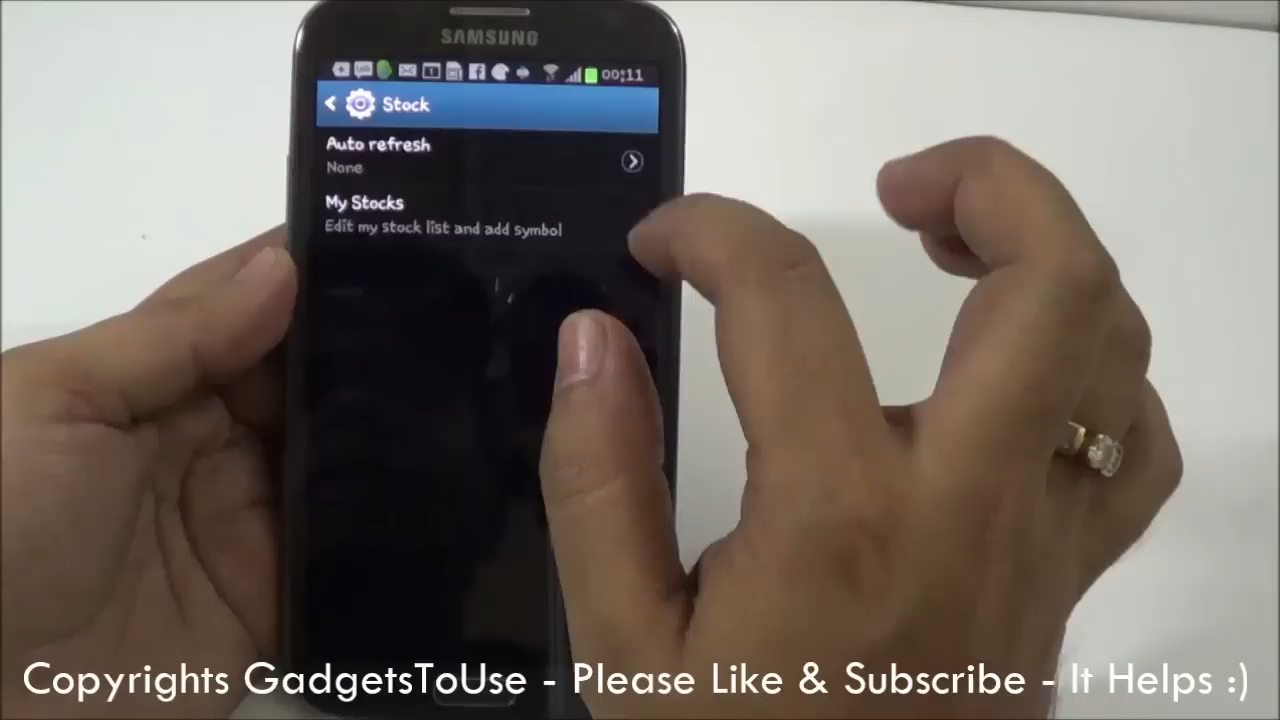 SAMSUNG
00:11
Stock
Auto refresh
None
My Stocks
Edit my stock list and add symbol
Copyrights GadgetsToUse - Please Like & Subscribe - It Helps :)